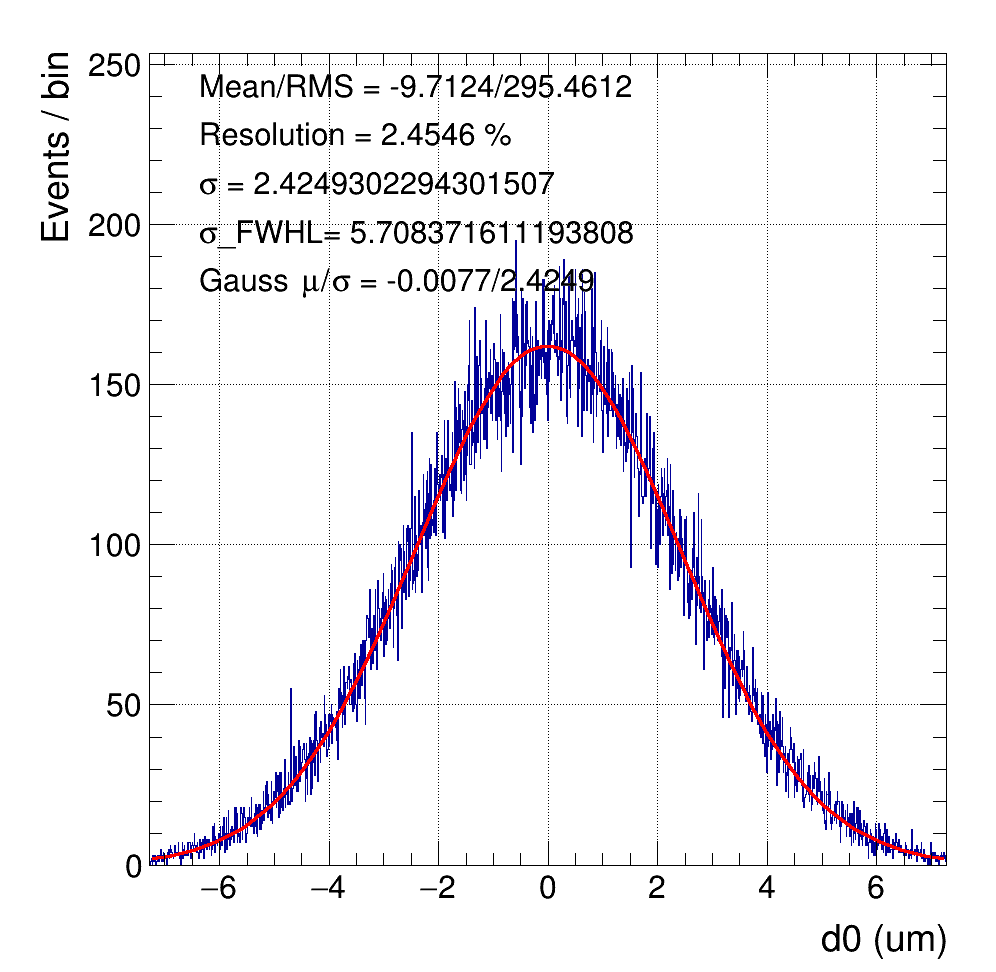 Events / bin
250
200
150
100
50
0
Mean/RMS = -9.7124/295.4612
Resolution = 2.4546 %
σ = 2.4249302294301507
σ_FWHL= 5.708371611193808
Gauss μ/σ = -0.0077/2.4249
−6 −4 −2 0 2 4 6
d0 (um)